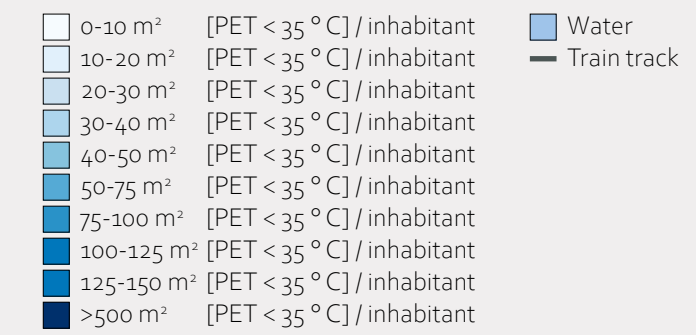 0-10 m² [PET < 35 ° C] / inhabitant
10-20 m² [PET < 35 ° C] / inhabitant
20-30 m² [PET < 35 ° C] / inhabitant
30-40 m² [PET < 35 ° C] / inhabitant
40-50 m² [PET < 35 ° C] / inhabitant
50-75 m² [PET < 35 ° C] / inhabitant
75-100 m² [PET < 35 ° C] / inhabitant
100-125 m² [PET < 35 ° C] / inhabitant
125-150 m² [PET < 35 ° C] / inhabitant
>500 m² [PET < 35 ° C] / inhabitant
Water
Train track